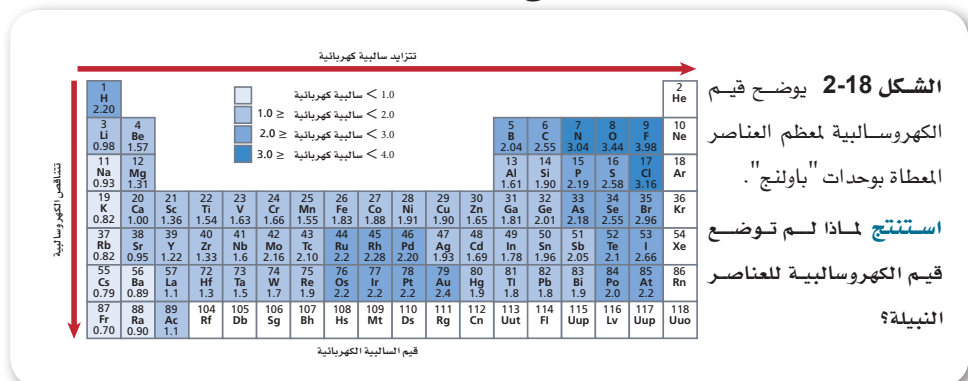 تتزايد سالبية كهربائية
الشكل 18-2 يوضح قيم
الكهروسالبية لمعظم العناصر
المعطاة بوحدات "باولنج".
استنتج لماذا لم توضع
قيم الكهروسالبية للعناصر
النبيلة؟
تتناقص الكهروسالبية
1.0 > سالبية كهربائية
2.0 > سالبية كهربائية ≥ 1.0
3.0 > سالبية كهربائية ≥ 2.0
4.0 > سالبية كهربائية ≥ 3.0
1 2
H He
2.20
3 4 5 6 7 8 9 10
Li Be B C N O F Ne
0.98 1.57 2.04 2.55 3.04 3.44 3.98
11 12 13 14 15 16 17 18
Na Mg Al Si P S Cl Ar
0.93 1.31 1.61 1.90 2.19 2.58 3.16
19 20 21 22 23 24 25 26 27 28 29 30 31 32 33 34 35 36
K Ca Sc Ti V Cr Mn Fe Co Ni Cu Zn Ga Ge As Se Br Kr
0.82 1.00 1.36 1.54 1.63 1.66 1.55 1.83 1.88 1.91 1.90 1.65 1.81 2.01 2.18 2.55 2.96
37 38 39 40 41 42 43 44 45 46 47 48 49 50 51 52 53 54
Rb Sr Y Zr Nb Mo Tc Ru Rh Pd Ag Cd In Sn Sb Te I Xe
0.82 0.95 1.22 1.33 1.6 2.16 2.10 2.2 2.28 2.20 1.93 1.69 1.78 1.96 2.05 2.1 2.66
55 56 57 72 73 74 75 76 77 78 79 80 81 82 83 84 85 86
Cs Ba La Hf Ta W Re Os Ir Pt Au Hg Tl Pb Bi Po At Rn
0.79 0.89 1.1 1.3 1.5 1.7 1.9 2.2 2.2 2.2 2.4 1.9 1.8 1.8 1.9 2.0 2.2
87 88 89 104 105 106 107 108 109 110 111 112 113 114 115 116 117 118
Fr Ra Ac Rf Db Sg Bh Hs Mt Ds Rg Cn Uut Fl Uup Lv Uup Uuo
0.70 0.90 1.1
قيم السالبية الكهربائية